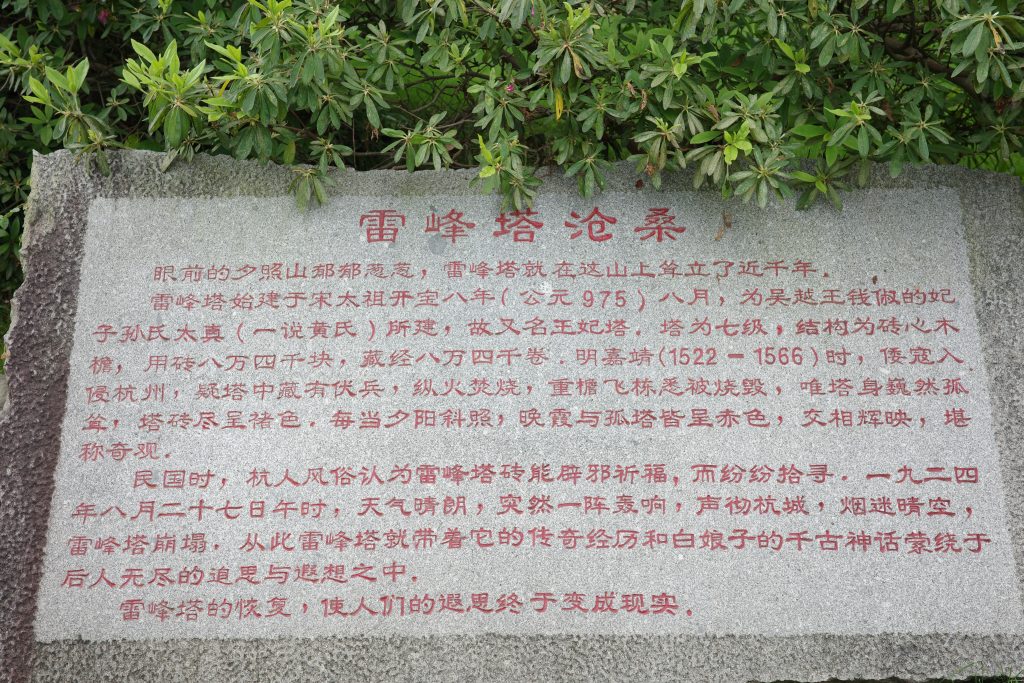 雷峰塔沧桑
眼前的夕照山郁郁葱葱，雷峰塔就在这山上耸立了近千年．
雷峰塔始建于宋太祖开宝八年(公元975)八月，为吴越王钱俶的妃
子孙氏太真(一说黄氏)所建，故又名王妃塔．塔为七级，结构为砖心木
檐，用砖八万四千块，藏经八万四千卷．明嘉靖(1522－1566)时，倭寇入
侵杭州，疑塔中藏有伏兵，纵火焚烧，重檐飞栋悉被烧毁，唯塔身巍然孤
耸，塔砖尽呈褚色．每当夕阳斜照，晚霞与孤塔皆呈赤色，交相辉映，堪
称奇观．
民国时，杭人风俗认为雷峰塔砖能辟邪祈福，而纷纷拾寻．一九二四
年八月二十七日午时，天气晴朗，突然一阵轰响，声彻杭城，烟迷晴空，
雷峰塔崩塌．从此雷峰塔就带着它的传奇经历和白娘子的千古神话萦绕于
后人无尽的追思与遐想之中．
雷峰塔的恢复，使人们的遐思终于变成现实．